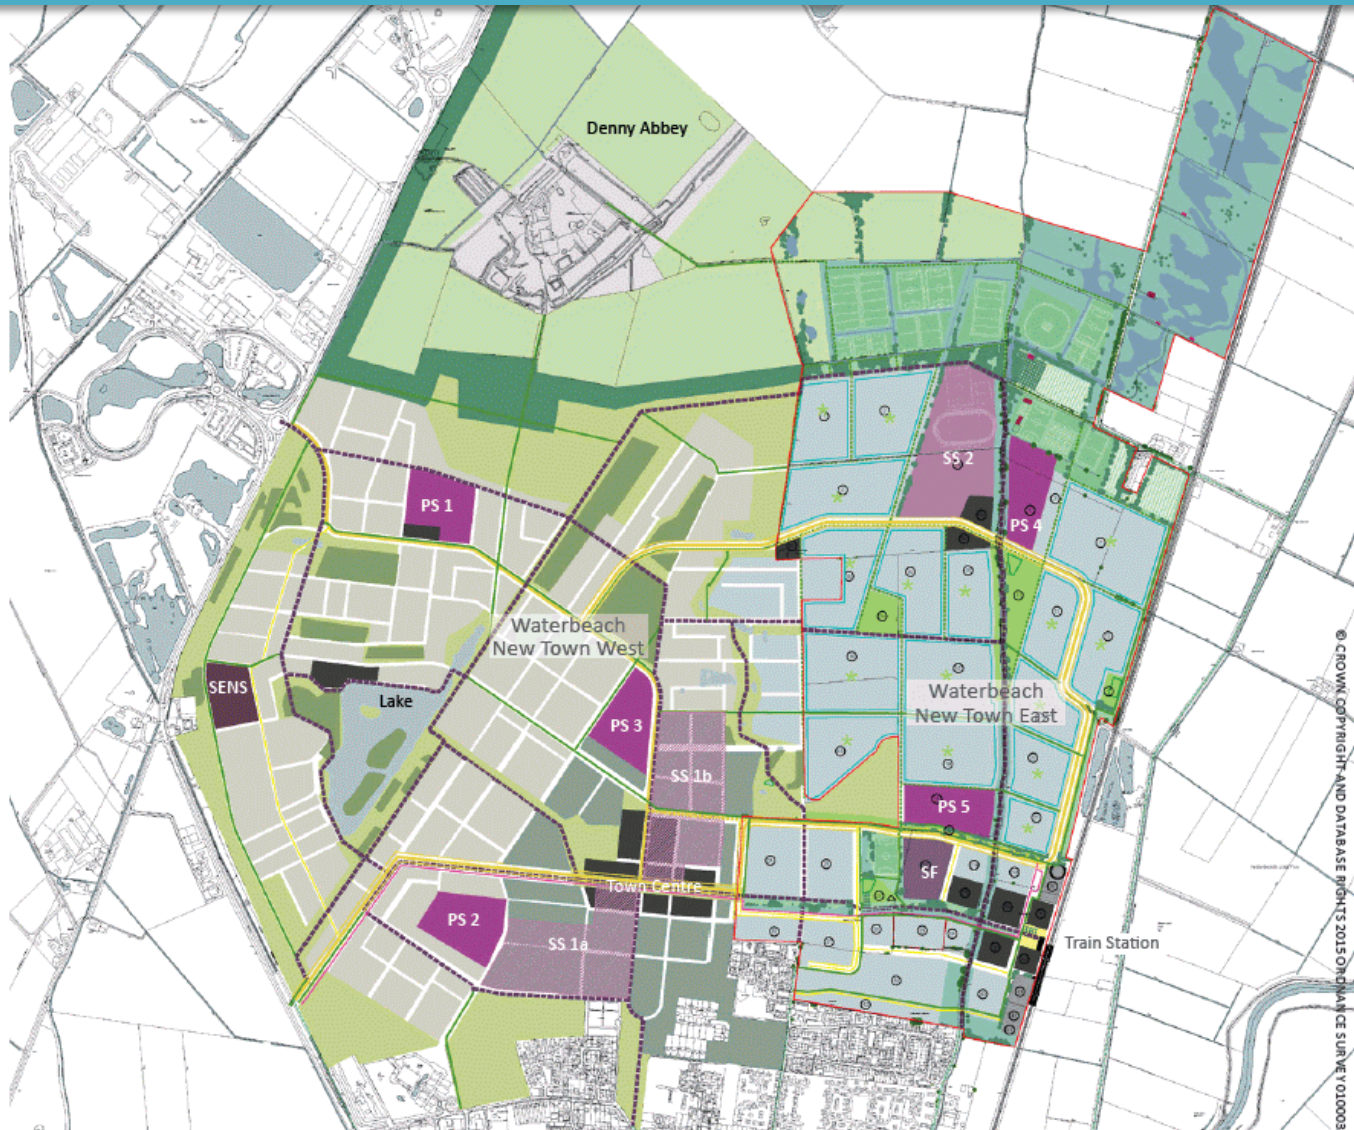 Denny Abbey
SS 2
PS 1
PS 4
Waterbeach
New Town West
SENS
Lake
Waterbeach
New Town East
PS 3
SS 1b
PS 5
SF
Town Centre
PS 2
SS 1a
Train Station
© CROWN COPYRIGHT AND DATABASE RIGHTS 2015 ORDNANCE SURVEY 010003